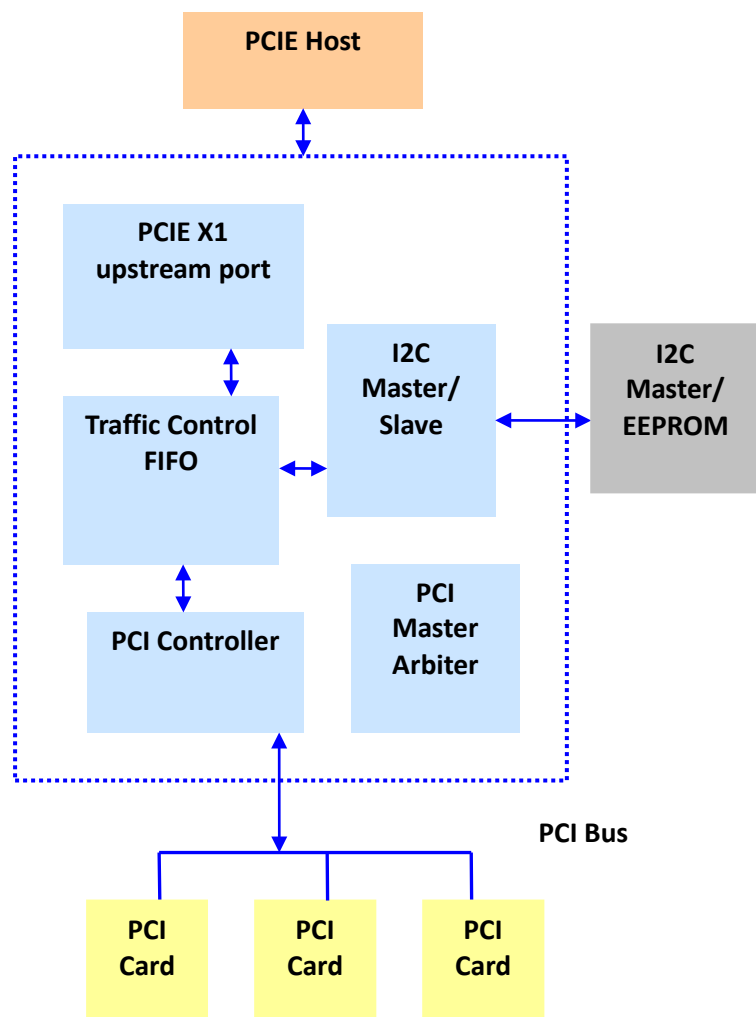 PCIE Host
PCIE X1
upstream port
I2C
Master/
Slave
I2C
Master/
EEPROM
Traffic Control
FIFO
PCI
Master
Arbiter
PCI Controller
PCI Bus
PCI
Card
PCI
Card
PCI
Card